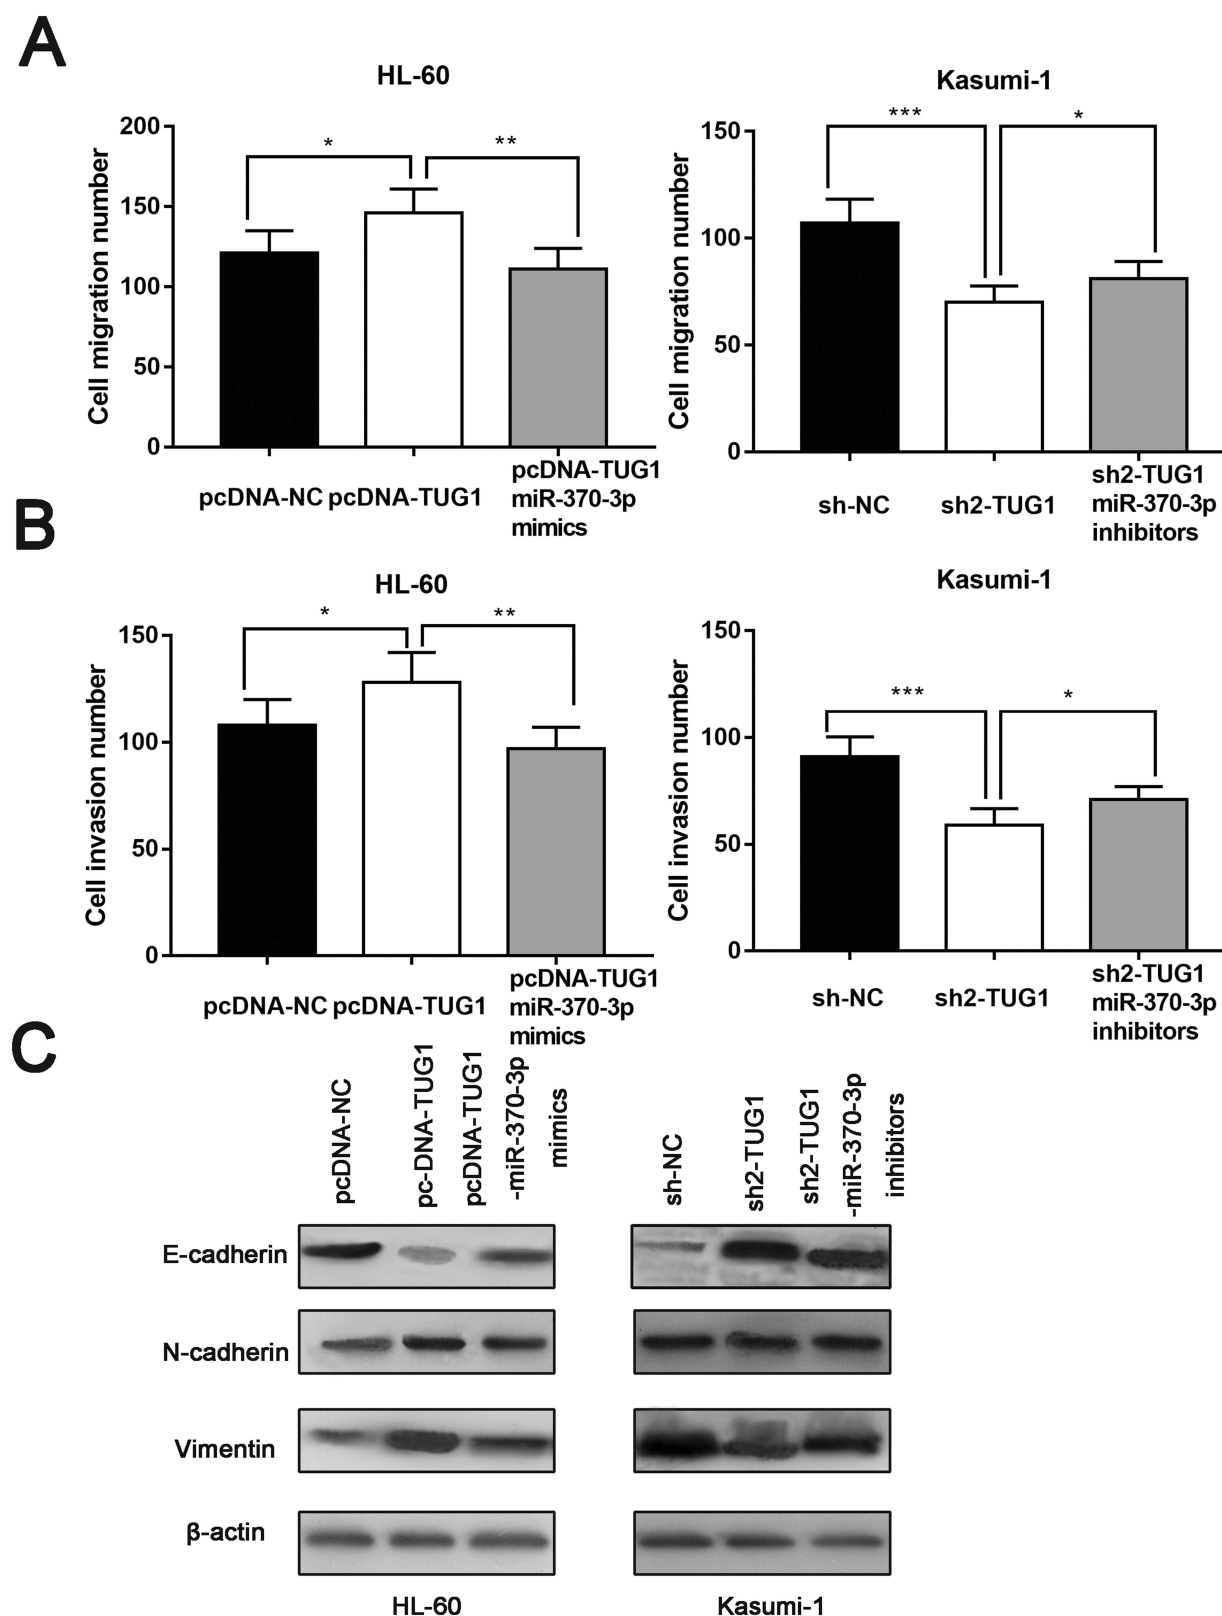 A
HL-60
Cell migration number
200
150
100
50
0
*
**
pcDNA-NC
pcDNA-TUG1
pcDNA-TUG1
miR-370-3p
mimics
Kasumi-1
Cell migration number
150
100
50
0
***
*
sh-NC
sh2-TUG1
sh2-TUG1
miR-370-3p
inhibitors
B
HL-60
Cell invasion number
150
100
50
0
*
**
pcDNA-NC
pcDNA-TUG1
pcDNA-TUG1
miR-370-3p
mimics
Kasumi-1
Cell invasion number
150
100
50
0
***
*
sh-NC
sh2-TUG1
sh2-TUG1
miR-370-3p
inhibitors
C
pcDNA-NC
pc-DNA-TUG1
pcDNA-TUG1
-miR-370-3p
mimics
sh-NC
sh2-TUG1
sh2-TUG1
-miR-370-3p
inhibitors
E-cadherin
N-cadherin
Vimentin
β-actin
HL-60
Kasumi-1